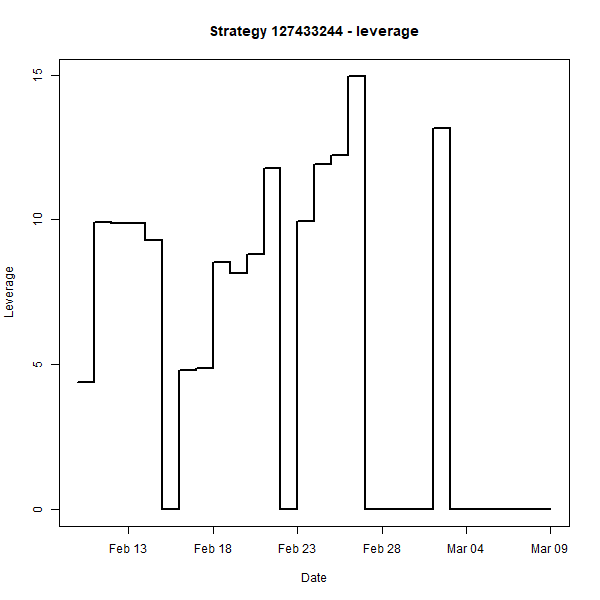 Strategy 127433244 - leverage
15
10
5
0
Leverage
Feb 13 Feb 18 Feb 23 Feb 28 Mar 04 Mar 09
Date